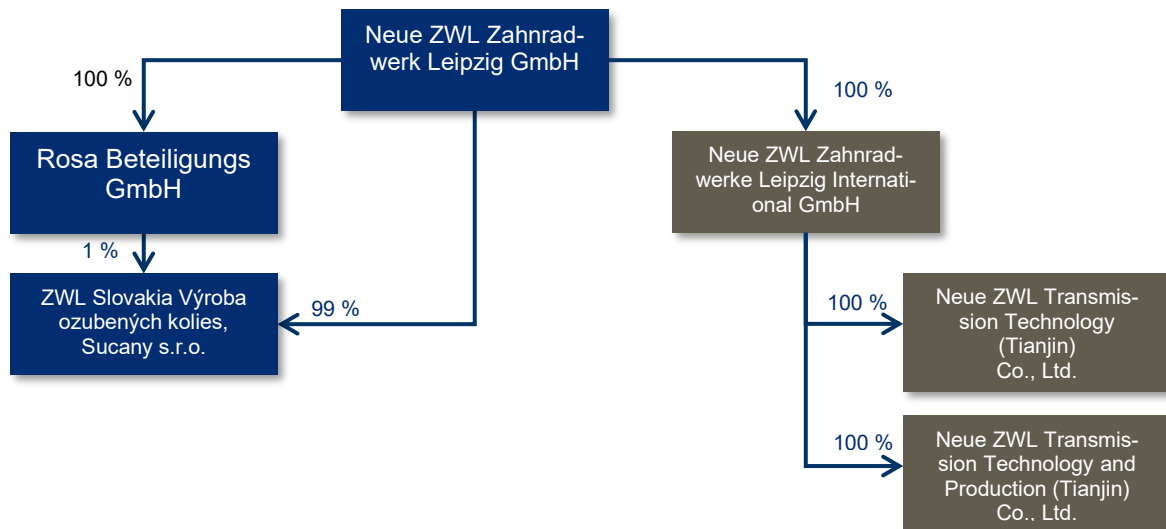 Neue ZWL Zahnrad-
werk Leipzig GmbH
100 %
100 %
Rosa Beteiligungs
GmbH
Neue ZWL Zahnrad-
werke Leipzig Internati-
onal GmbH
1 %
ZWL Slovakia Výroba
ozubených kolies,
Sucany s.r.o.
99 %
100 %
Neue ZWL Transmis-
sion Technology
(Tianjin)
Co., Ltd.
100 %
Neue ZWL Transmis-
sion Technology and
Production (Tianjin)
Co., Ltd.